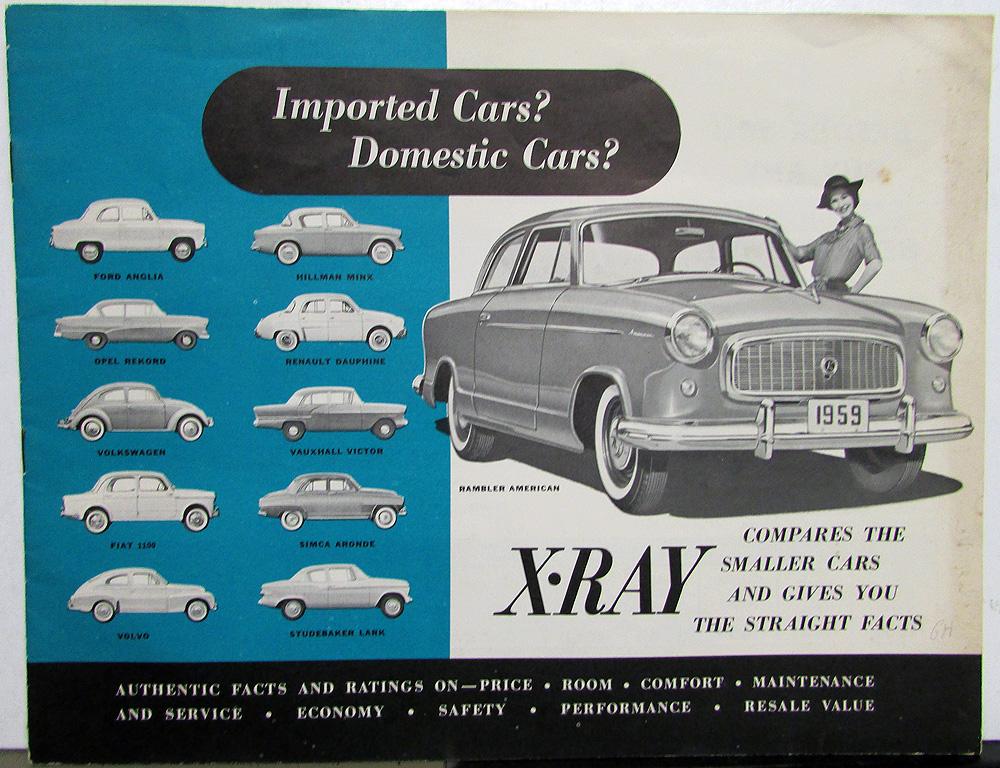 Imported Cars?
Domestic Cars?
FORD ANGLIA
HILLMAN MINX
OPEL REKORD
RENAULT DAUPHINE
VOLKSWAGEN
VAUXHALL VICTOR
FIAT 1100
SIMCA ARONDE
VOLVO
STUDEBAKER LARK
1959
RAMBLER AMERICAN
X·RAY
COMPARES THE
SMALLER CARS
AND GIVES YOU
THE STRAIGHT FACTS
GH
AUTHENTIC FACTS AND RATINGS ON—PRICE • ROOM • COMFORT • MAINTENANCE
AND SERVICE • ECONOMY • SAFETY • PERFORMANCE • RESALE VALUE